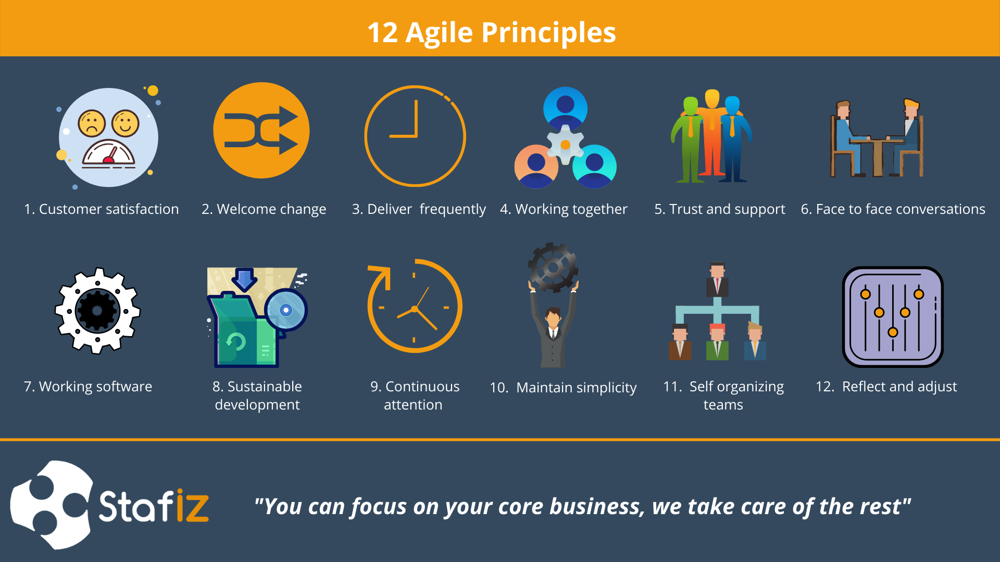 12 Agile Principles
1. Customer satisfaction
2. Welcome change
3. Deliver  frequently
4. Working together
5. Trust and support
6. Face to face conversations
7. Working software
8. Sustainable
development
9. Continuous
attention
10.  Maintain simplicity
11.  Self organizing
teams
12.  Reflect and adjust
Stafiz
"You can focus on your core business, we take care of the rest"